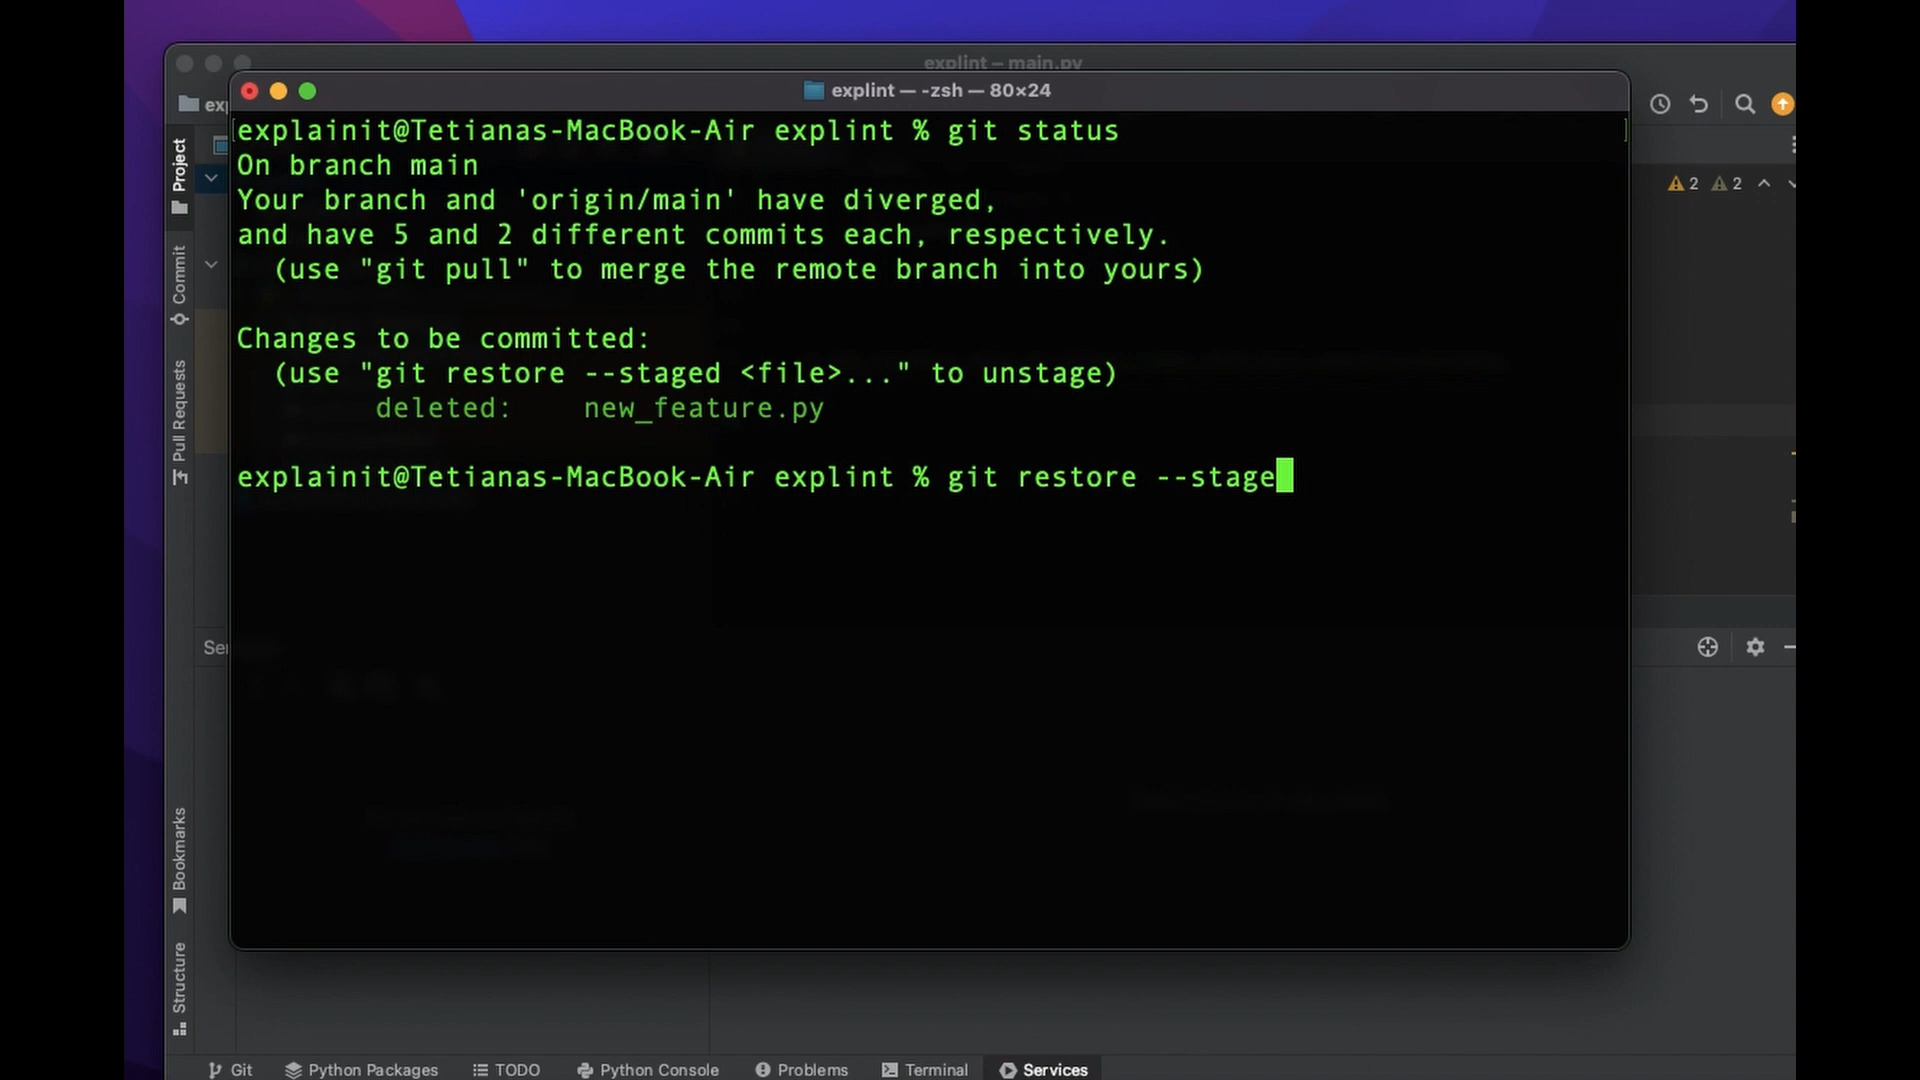 explint – main.py
exp
explint — -zsh — 80×24
explainit@Tetianas-MacBook-Air explint % git status
On branch main
Your branch and 'origin/main' have diverged,
and have 5 and 2 different commits each, respectively.
(use "git pull" to merge the remote branch into yours)
Changes to be committed:
(use "git restore --staged <file>..." to unstage)
deleted: new_feature.py
explainit@Tetianas-MacBook-Air explint % git restore --stage
Project
Commit
Pull Requests
Bookmarks
Structure
2 2
Ser
Git Python Packages TODO Python Console Problems Terminal Services